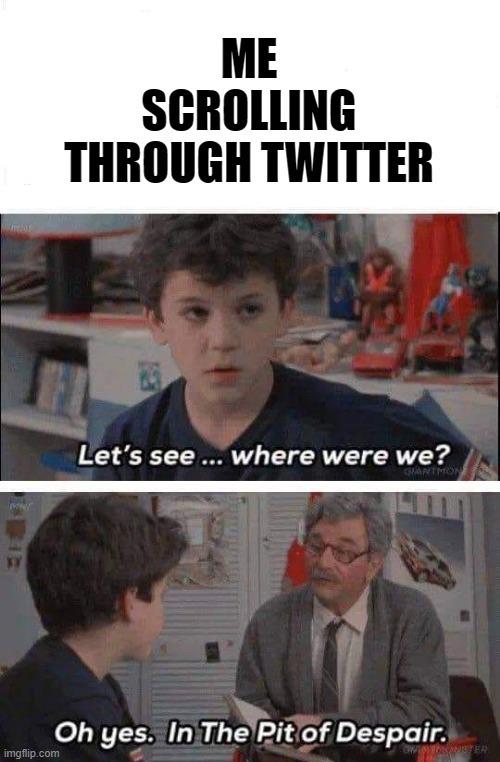 ME
SCROLLING
THROUGH TWITTER
Let's see ... where were we?
Oh yes. In The Pit of Despair.
imgflip.com